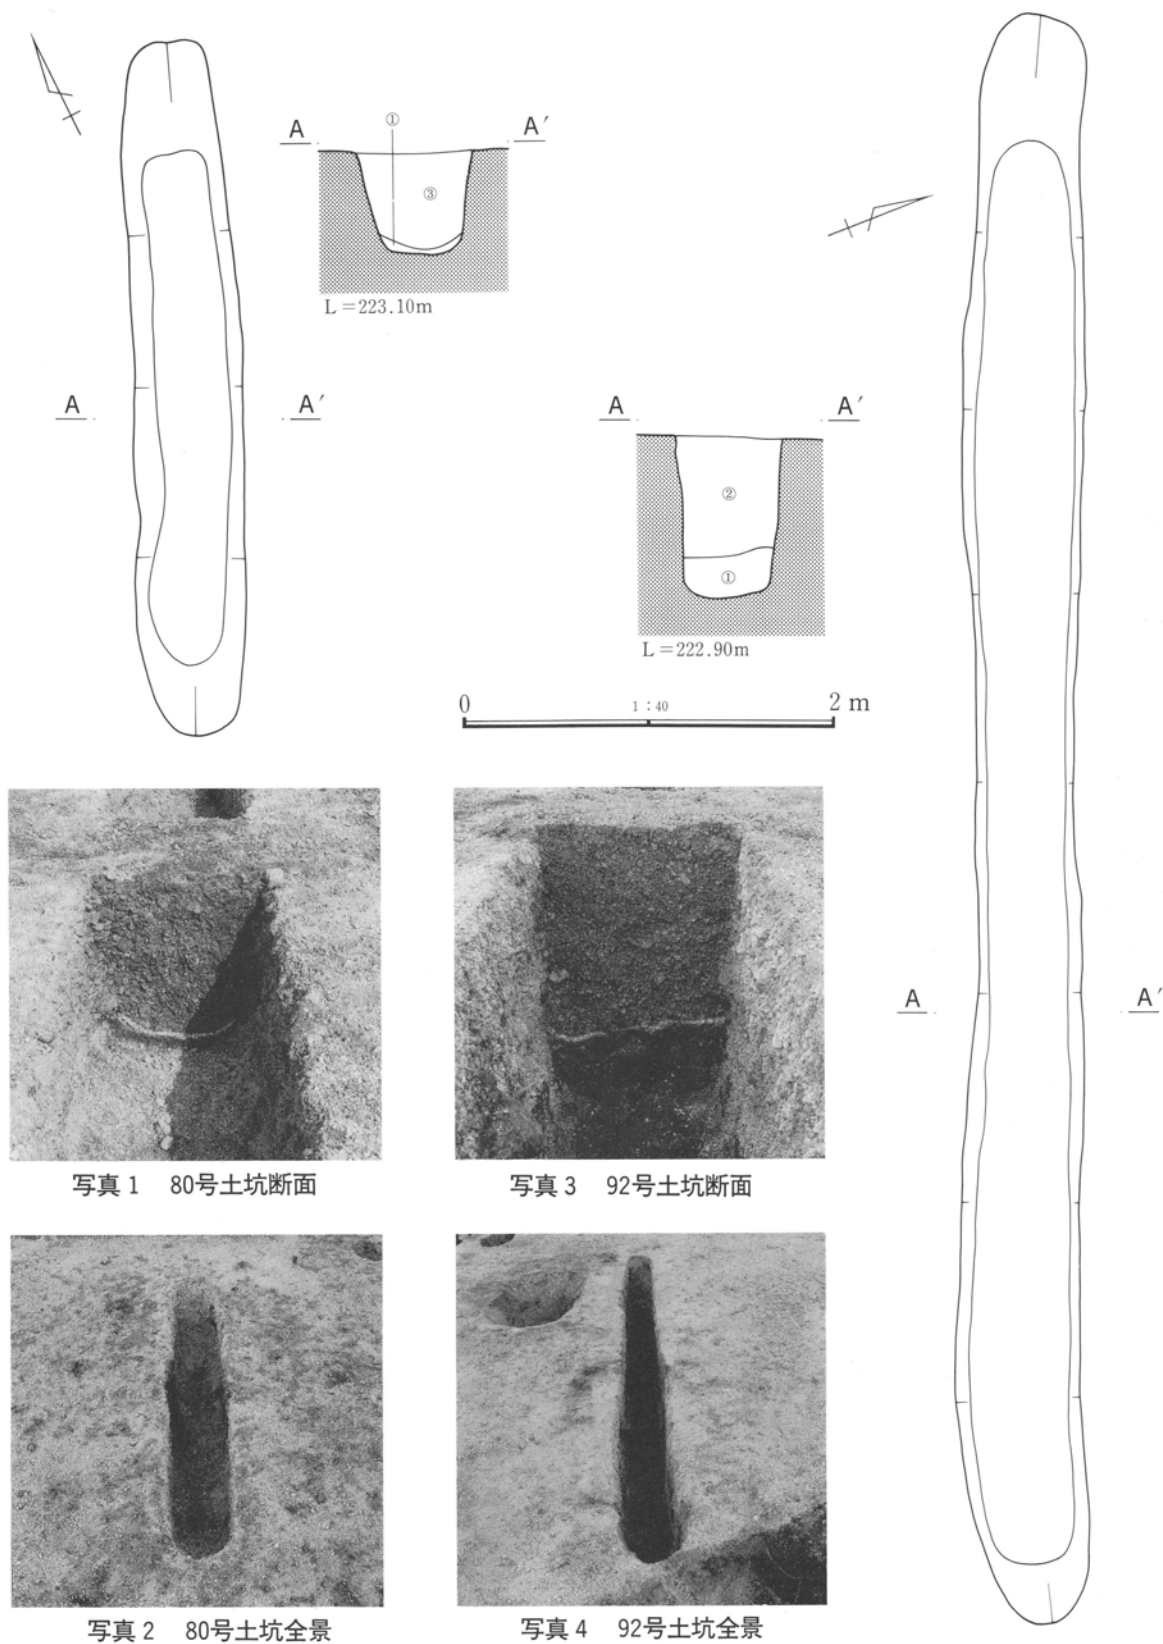 A ① A′
③
L＝223.10m
A A′
A A′
②
①
L＝222.90m
0 1：40 2 m
A A′
写真 1 80号土坑断面
写真 3 92号土坑断面
写真 2 80号土坑全景
写真 4 92号土坑全景